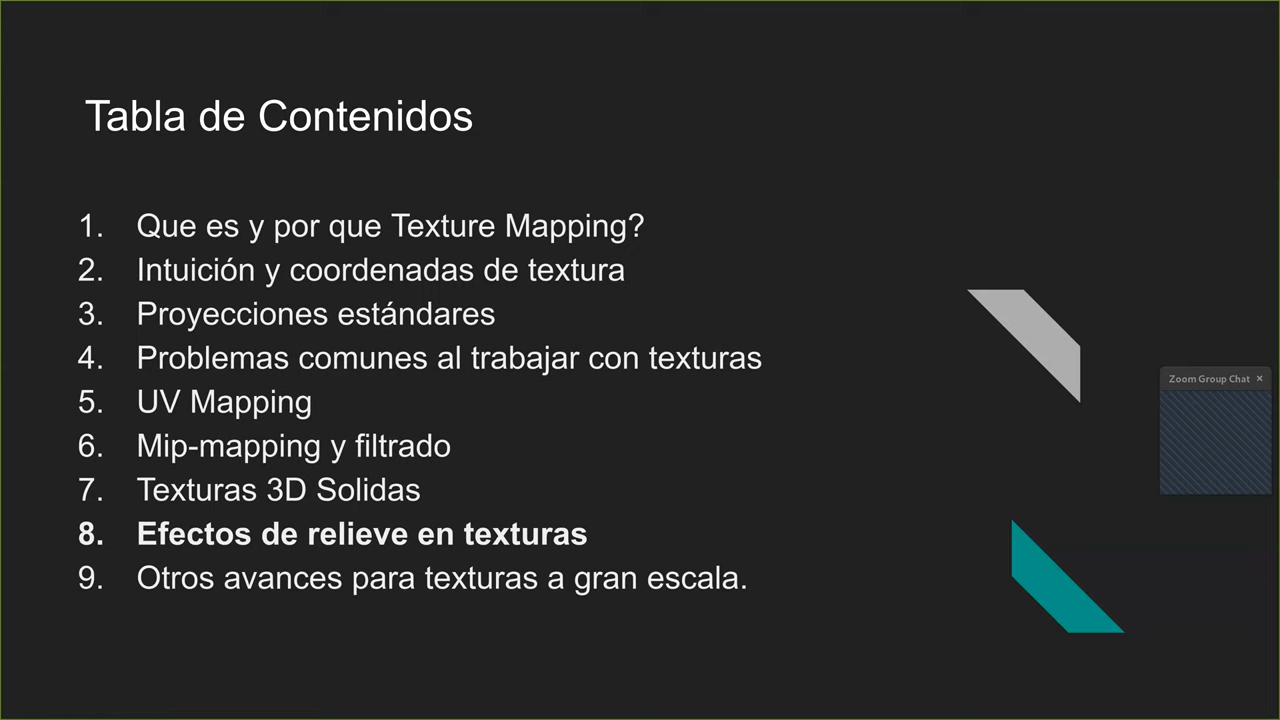 Tabla de Contenidos
1. Que es y por que Texture Mapping?
2. Intuición y coordenadas de textura
3. Proyecciones estándares
4. Problemas comunes al trabajar con texturas
5. UV Mapping
6. Mip-mapping y filtrado
7. Texturas 3D Solidas
8. Efectos de relieve en texturas
9. Otros avances para texturas a gran escala.
Zoom Group Chat ×